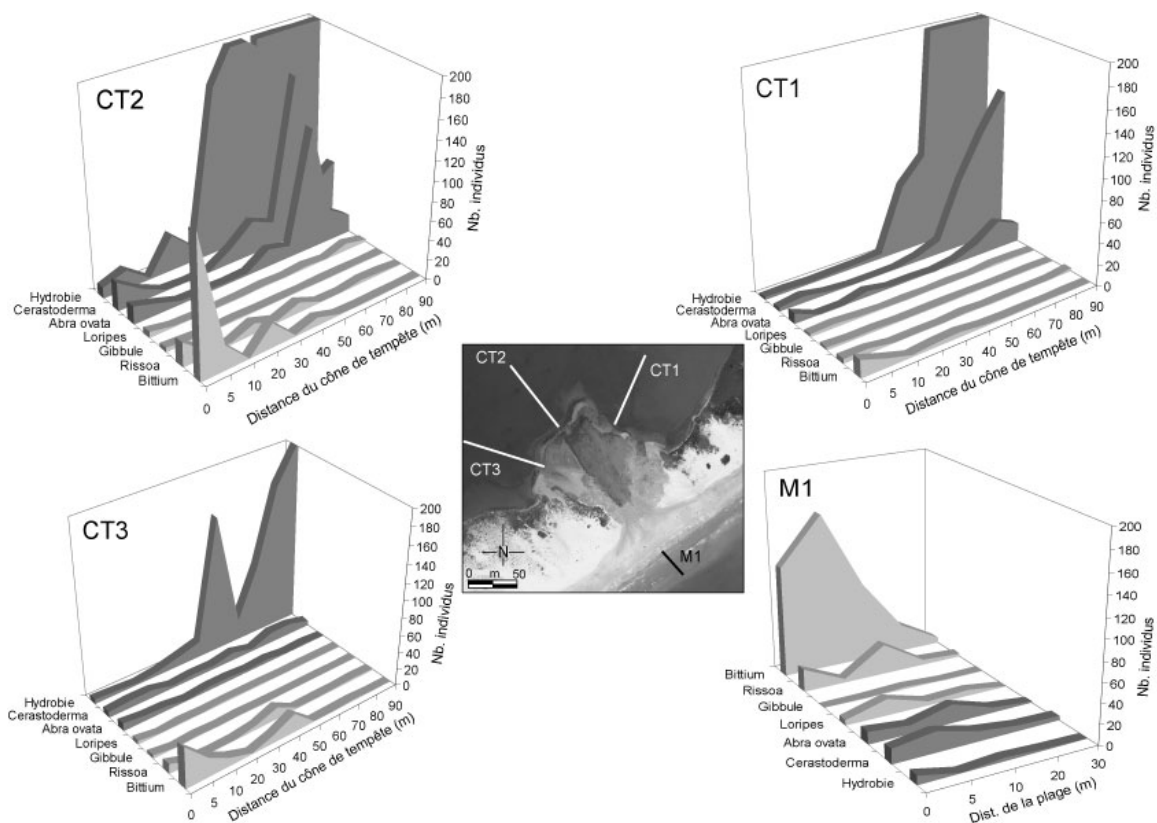 CT2
200
180
160
140
120
100
80
60
40
20
0
Nb. individus
Hydrobie
Cerastoderma
Abra ovata
Loripes
Gibbule
Rissoa
Bittium
0 5 10 20 30 40 50 60 70 80 90
Distance du cône de tempête (m)
CT1
200
180
160
140
120
100
80
60
40
20
0
Nb. individus
Hydrobie
Cerastoderma
Abra ovata
Loripes
Gibbule
Rissoa
Bittium
0 5 10 20 30 40 50 60 70 80 90
Distance du cône de tempête (m)
CT2
CT1
CT3
N
M1
0 m 50
CT3
200
180
160
140
120
100
80
60
40
20
0
Nb. individus
Hydrobie
Cerastoderma
Abra ovata
Loripes
Gibbule
Rissoa
Bittium
0 5 10 20 30 40 50 60 70 80 90
Distance du cône de tempête (m)
M1
200
180
160
140
120
100
80
60
40
20
0
Nb. individus
Bittium
Rissoa
Gibbule
Loripes
Abra ovata
Cerastoderma
Hydrobie
0 5 10 20 30
Dist. de la plage (m)